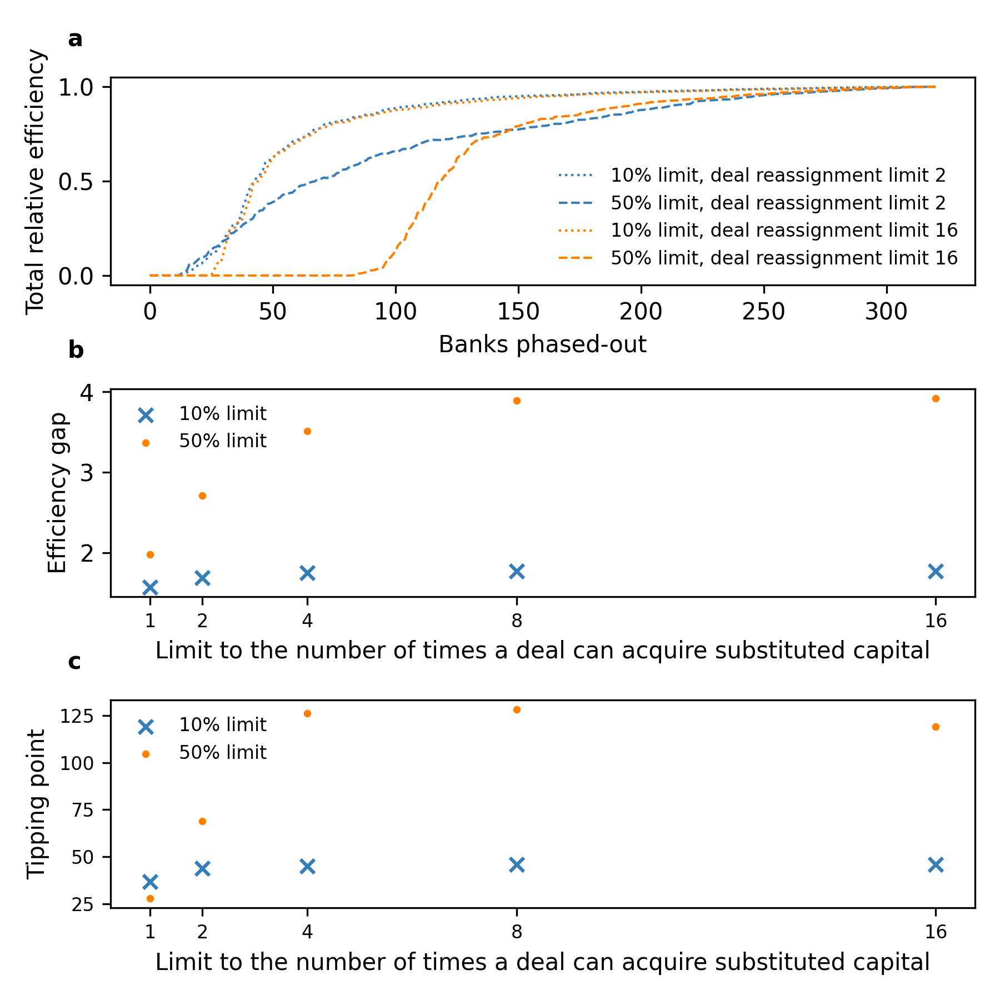 a
Total relative efficiency
1.0
0.5
0.0
10% limit, deal reassignment limit 2
50% limit, deal reassignment limit 2
10% limit, deal reassignment limit 16
50% limit, deal reassignment limit 16
0 50 100 150 200 250 300
Banks phased-out
b
Efficiency gap
4
3
2
10% limit
50% limit
1 2 4 8 16
Limit to the number of times a deal can acquire substituted capital
c
Tipping point
125
100
75
50
25
10% limit
50% limit
1 2 4 8 16
Limit to the number of times a deal can acquire substituted capital